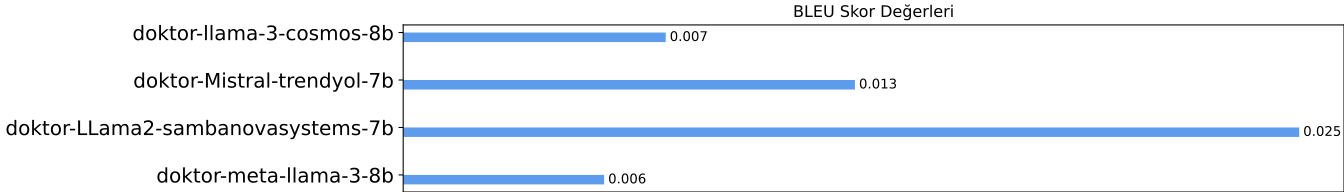 BLEU Skor Değerleri
doktor-llama-3-cosmos-8b 0.007
doktor-Mistral-trendyol-7b 0.013
doktor-LLama2-sambanovasystems-7b 0.025
doktor-meta-llama-3-8b 0.006